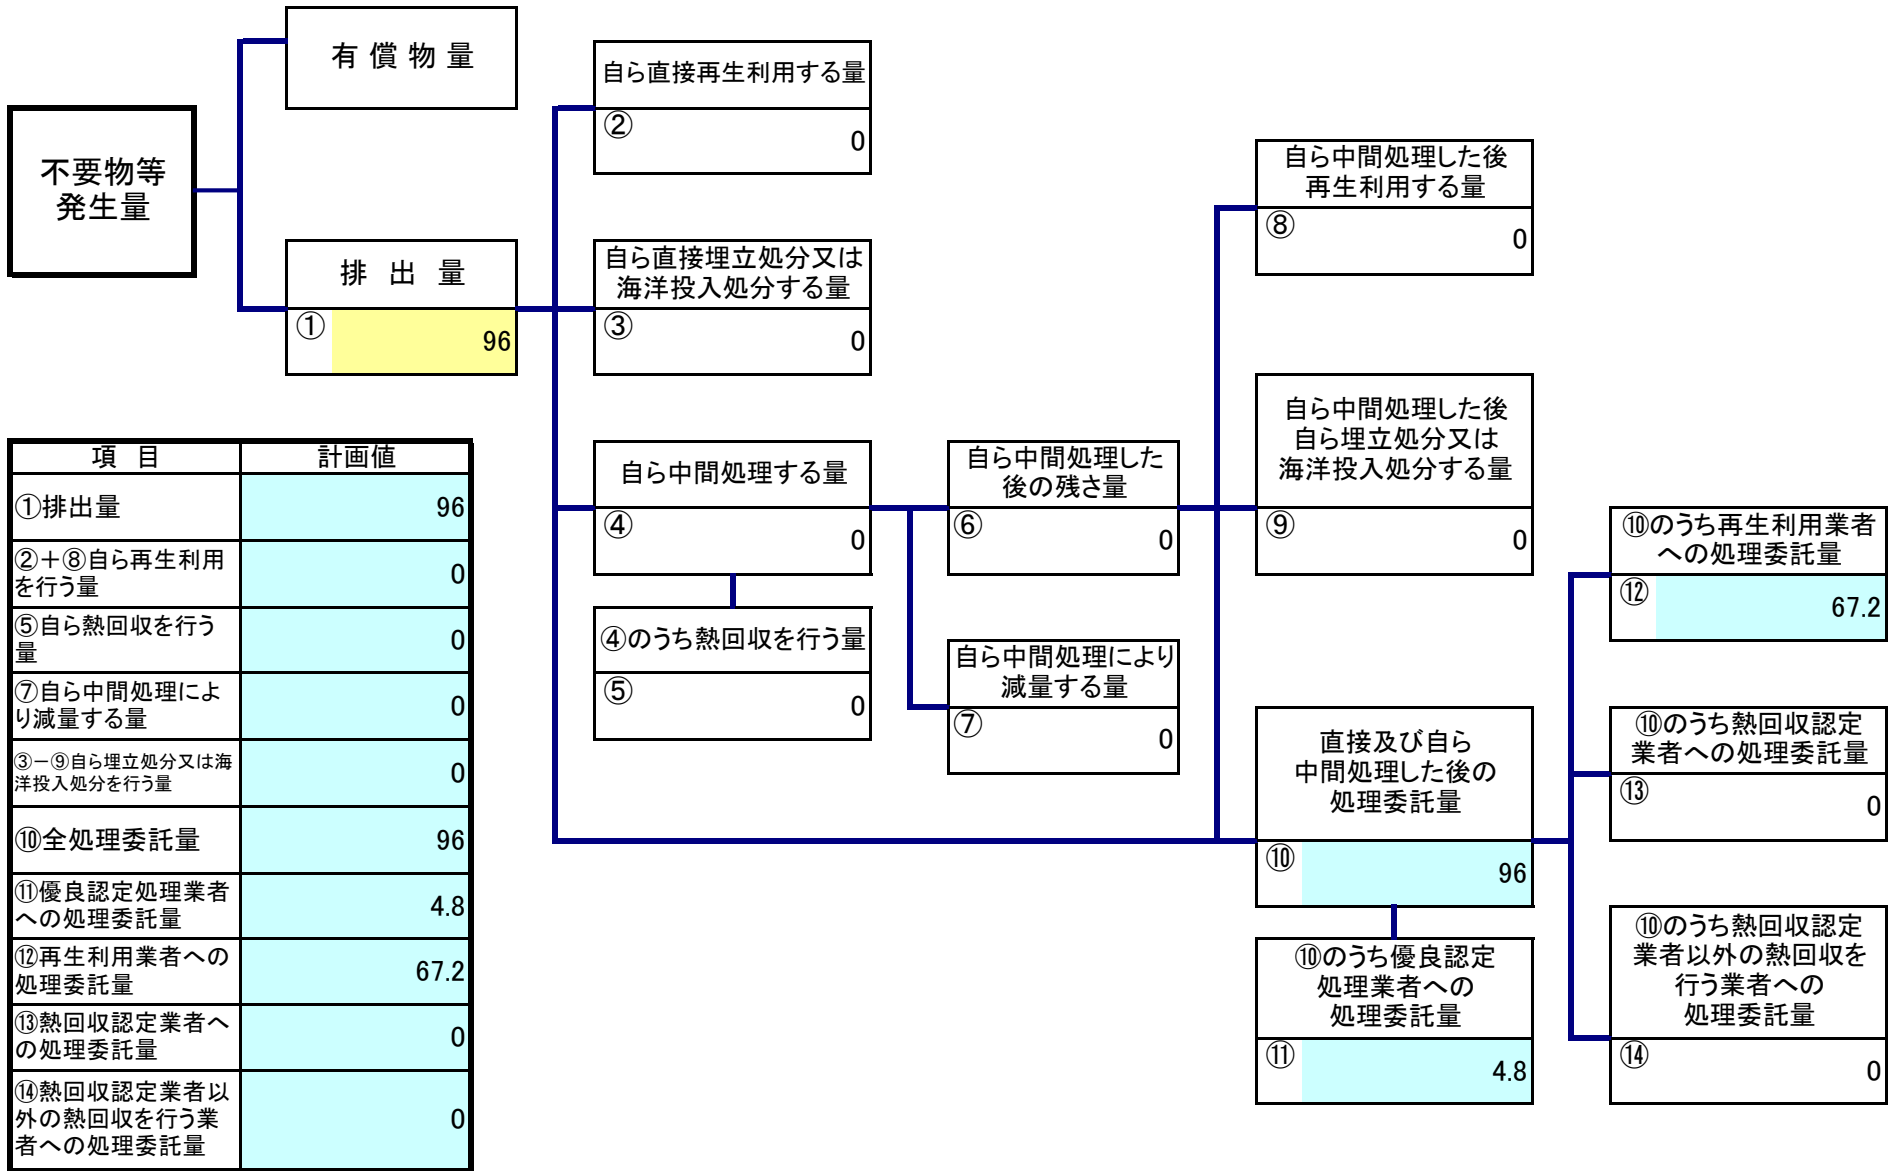 有償物量
不要物等
発生量
排出量
①
96
自ら直接再生利用する量
②
0
自ら直接埋立処分又は
海洋投入処分する量
③
0
自ら中間処理する量
④
0
④のうち熱回収を行う量
⑤
0
自ら中間処理した
後の残さ量
⑥
0
自ら中間処理により
減量する量
⑦
0
自ら中間処理した後
再生利用する量
⑧
0
自ら中間処理した後
自ら埋立処分又は
海洋投入処分する量
⑨
0
直接及び自ら
中間処理した後の
処理委託量
⑩
96
⑩のうち優良認定
処理業者への
処理委託量
⑪
4.8
⑩のうち再生利用業者
への処理委託量
⑫
67.2
⑩のうち熱回収認定
業者への処理委託量
⑬
0
⑩のうち熱回収認定
業者以外の熱回収を
行う業者への
処理委託量
⑭
0
項 目 計画値
①排出量 96
②＋⑧自ら再生利用
を行う量 0
⑤自ら熱回収を行う
量 0
⑦自ら中間処理によ
り減量する量 0
③－⑨自ら埋立処分又は海
洋投入処分を行う量 0
⑩全処理委託量 96
⑪優良認定処理業者
への処理委託量 4.8
⑫再生利用業者への
処理委託量 67.2
⑬熱回収認定業者へ
の処理委託量 0
⑭熱回収認定業者以
外の熱回収を行う業
者への処理委託量 0